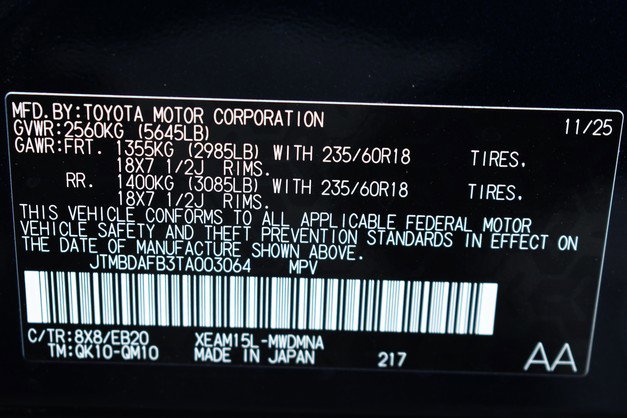 MFD.BY:TOYOTA MOTOR CORPORATION 11/25
GVWR:2560KG (5645LB)
GAWR:FRT. 1355KG (2985LB) WITH 235/60R18 TIRES.
18X7 1/2J RIMS.
RR. 1400KG (3085LB) WITH 235/60R18 TIRES.
18X7 1/2J RIMS.
THIS VEHICLE CONFORMS TO ALL APPLICABLE FEDERAL MOTOR
VEHICLE SAFETY AND THEFT PREVENTION STANDARDS IN EFFECT ON
THE DATE OF MANUFACTURE SHOWN ABOVE.
JTMBDAFB3TA003064 MPV
C/TR:8X8/EB20 XEAM15L-MWDMNA
TM:QK10-QM10 MADE IN JAPAN 217
AA